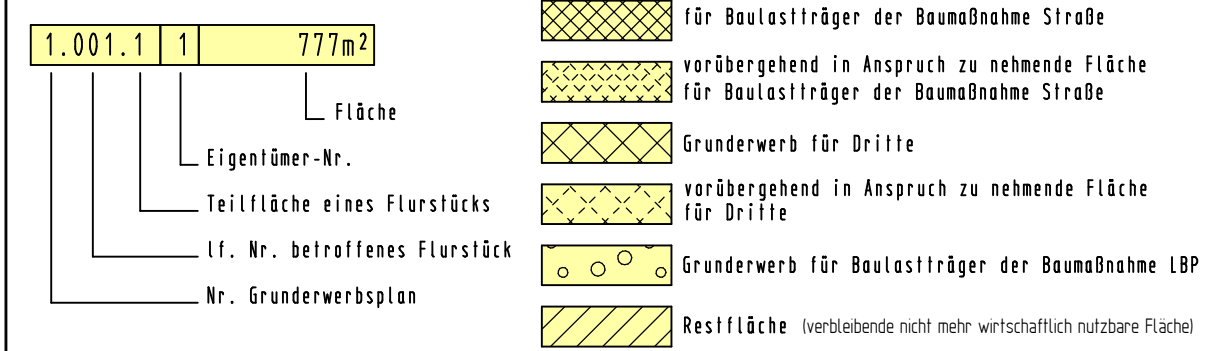 1.001.1 1 777m²
Fläche
Eigentümer-Nr.
Teilfläche eines Flurstücks
lf. Nr. betroffenes Flurstück
Nr. Grunderwerbsplan
für Baulastträger der Baumaßnahme Straße
vorübergehend in Anspruch zu nehmende Fläche
für Baulastträger der Baumaßnahme Straße
Grunderwerb für Dritte
vorübergehend in Anspruch zu nehmende Fläche
für Dritte
Grunderwerb für Baulastträger der Baumaßnahme LBP
Restfläche (verbleibende nicht mehr wirtschaftlich nutzbare Fläche)